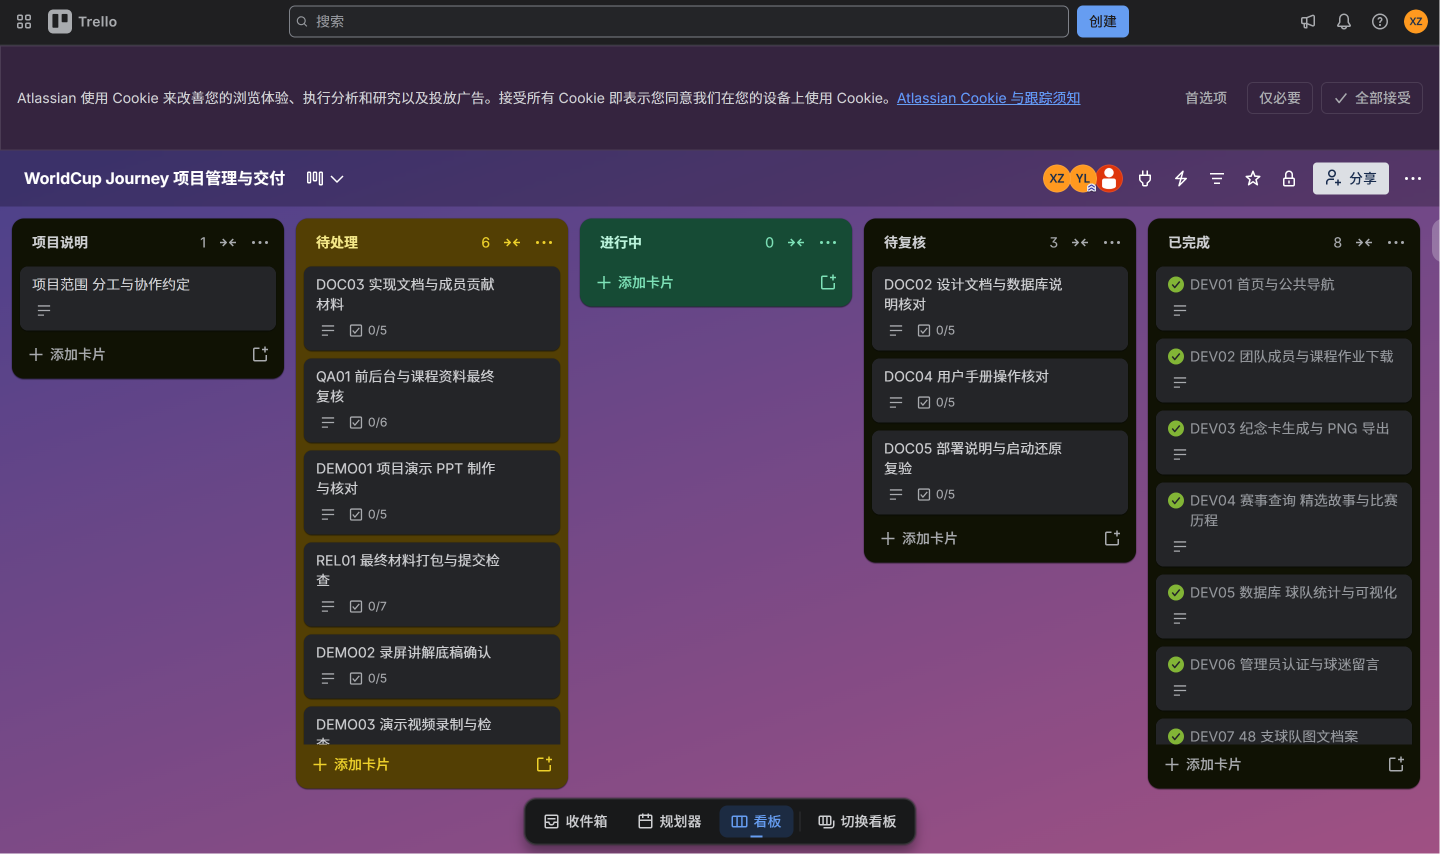 Trello
搜索
创建
XZ
Atlassian 使用 Cookie 来改善您的浏览体验、执行分析和研究以及投放广告。接受所有 Cookie 即表示您同意我们在您的设备上使用 Cookie。Atlassian Cookie 与跟踪须知
首选项
仅必要
全部接受
WorldCup Journey 项目管理与交付
XZ
YL
分享
项目说明
1
项目范围 分工与协作约定
添加卡片
待处理
6
DOC03 实现文档与成员贡献
材料
0/5
QA01 前后台与课程资料最终
复核
0/6
DEMO01 项目演示 PPT 制作
与核对
0/5
REL01 最终材料打包与提交检
查
0/7
DEMO02 录屏讲解底稿确认
0/5
DEMO03 演示视频录制与检
查
添加卡片
进行中
0
添加卡片
待复核
3
DOC02 设计文档与数据库说
明核对
0/5
DOC04 用户手册操作核对
0/5
DOC05 部署说明与启动还原
复验
0/5
添加卡片
已完成
8
DEV01 首页与公共导航
DEV02 团队成员与课程作业下载
DEV03 纪念卡生成与 PNG 导出
DEV04 赛事查询 精选故事与比赛
历程
DEV05 数据库 球队统计与可视化
DEV06 管理员认证与球迷留言
DEV07 48 支球队图文档案
添加卡片
收件箱
规划器
看板
切换看板